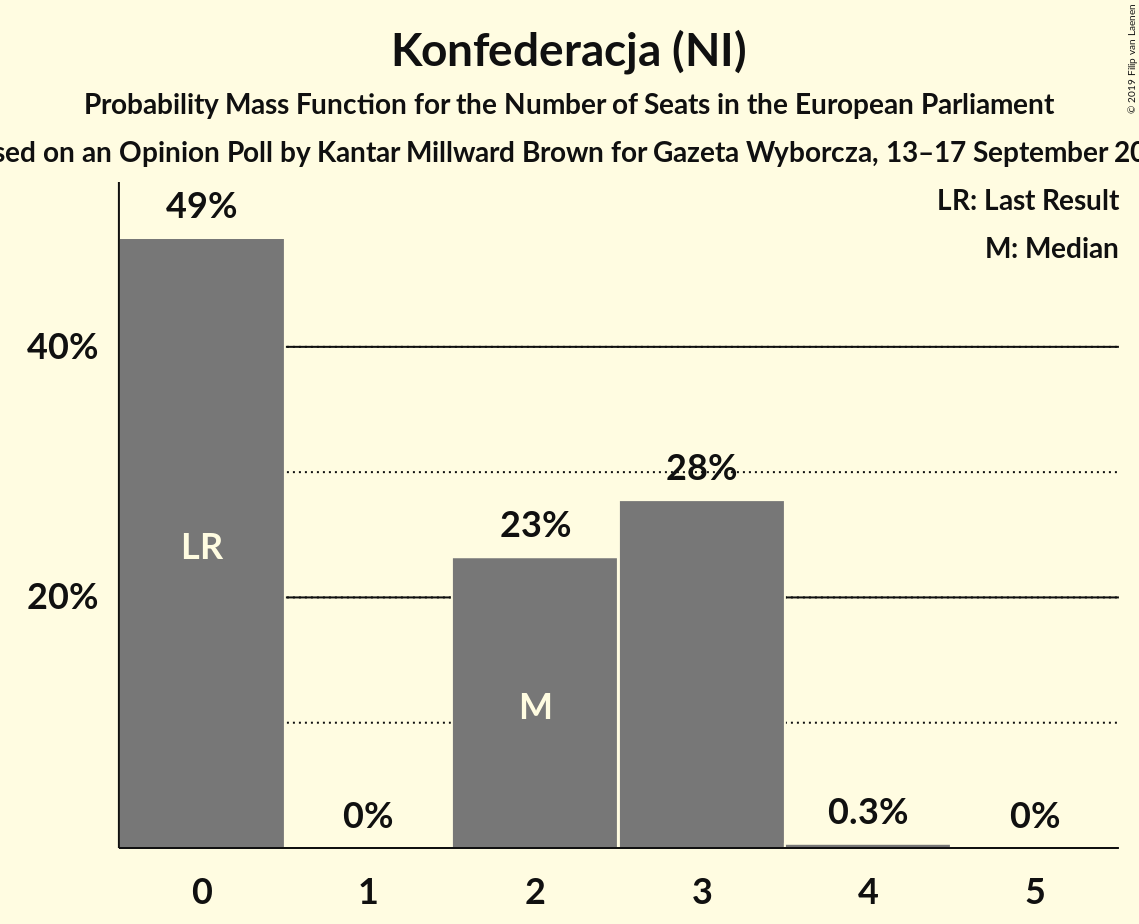 Konfederacja (NI)
Probability Mass Function for the Number of Seats in the European Parliament
sed on an Opinion Poll by Kantar Millward Brown for Gazeta Wyborcza, 13–17 September 20
© 2019 Filip van Laenen
LR: Last Result
M: Median
49%
40%
28%
23%
20%
LR
M
0%
0.3%
0%
0 1 2 3 4 5